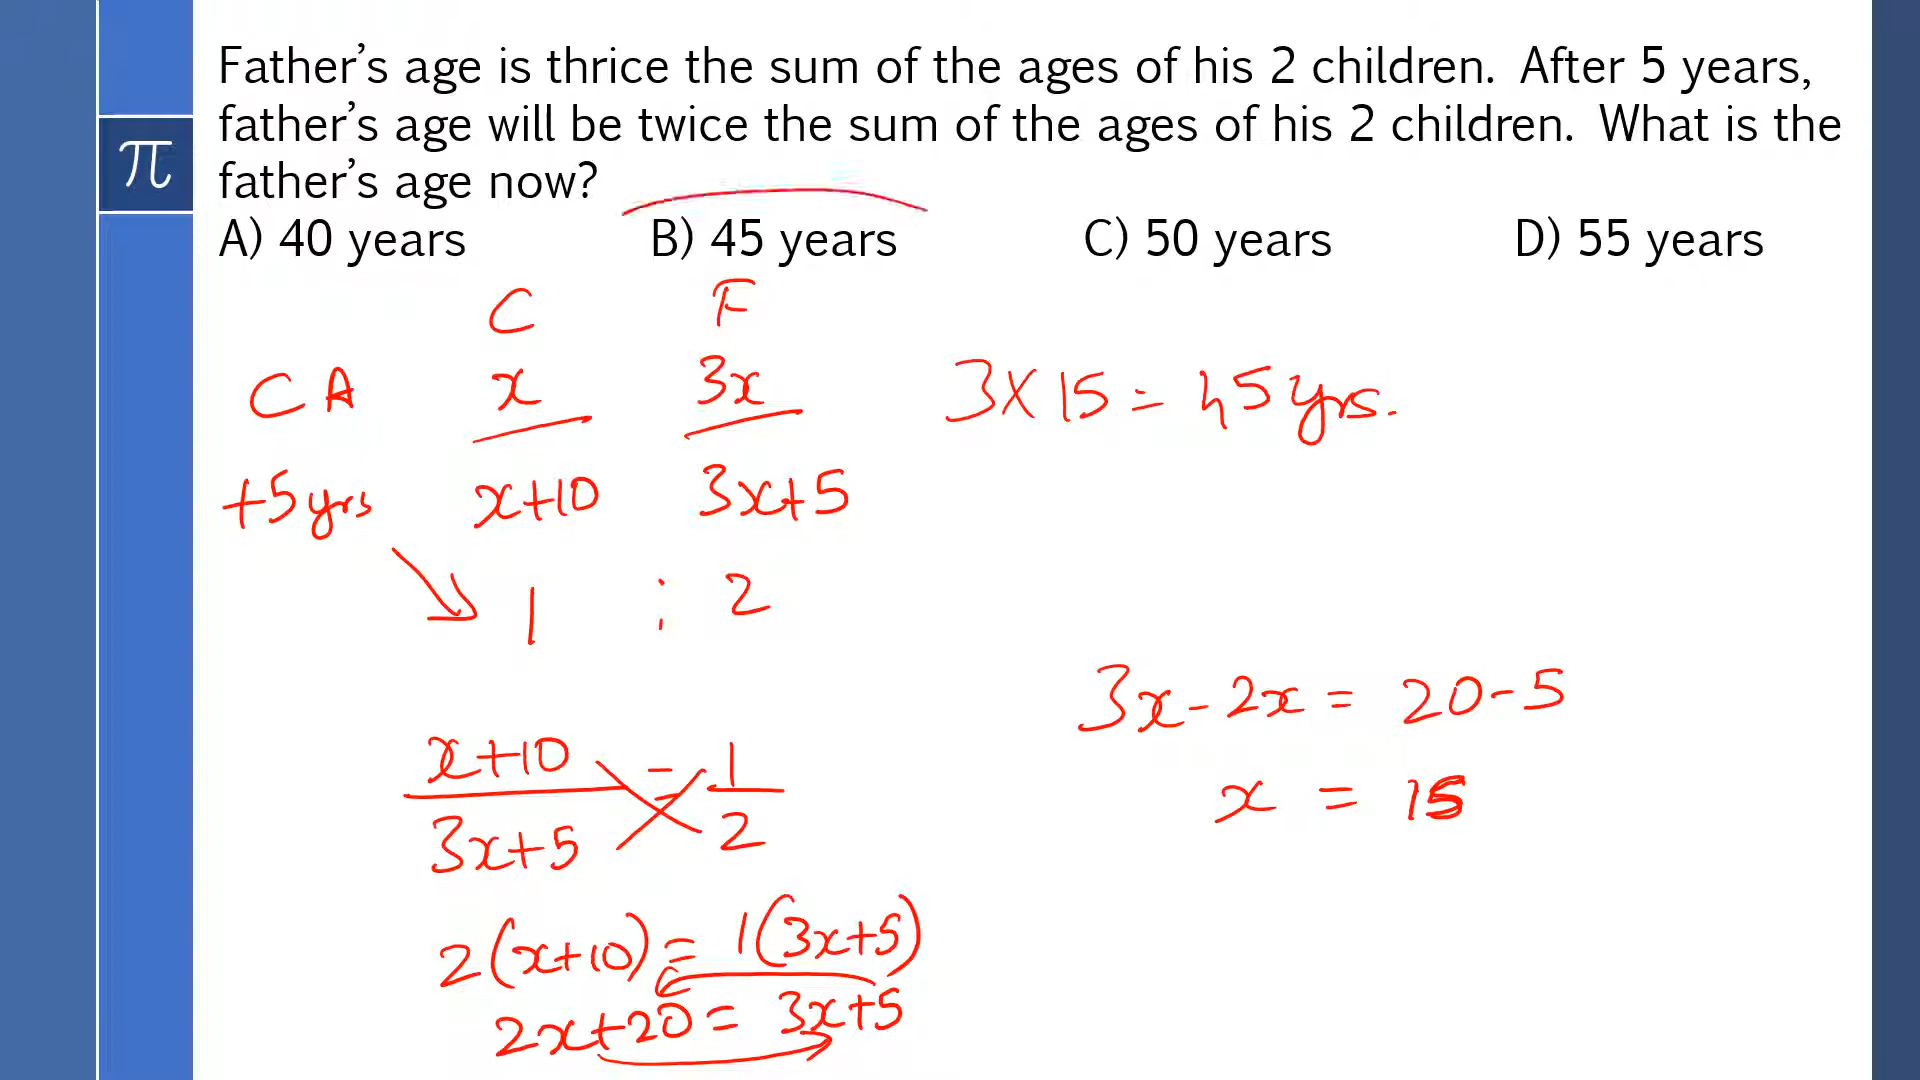 Father’s age is thrice the sum of the ages of his 2 children. After 5 years,
father’s age will be twice the sum of the ages of his 2 children. What is the
father’s age now?
A) 40 years B) 45 years C) 50 years D) 55 years
π
C F
CA x 3x 3×15 = 45 yrs.
+5 yrs x+10 3x+5
1 : 2
3x-2x = 20-5
x+10 = 1
3x+5 2
x = 15
2(x+10) = 1(3x+5)
2x+20 = 3x+5